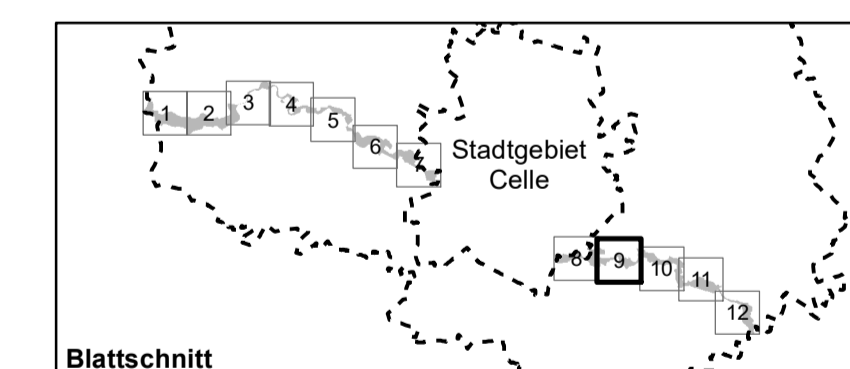 1 2 3 4 5 6 7
Stadtgebiet
Celle
8 9 10 11 12
Blattschnitt